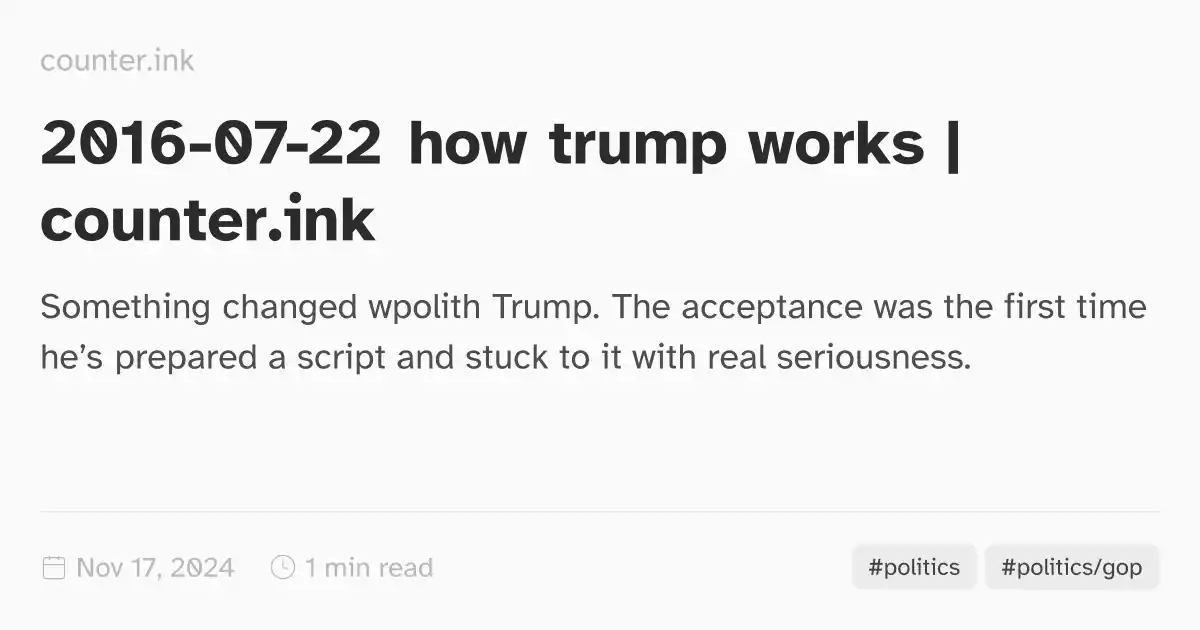 counter.ink
2016-07-22 how trump works |
counter.ink
Something changed wpolith Trump. The acceptance was the first time
he’s prepared a script and stuck to it with real seriousness.
Nov 17, 2024 1 min read #politics #politics/gop